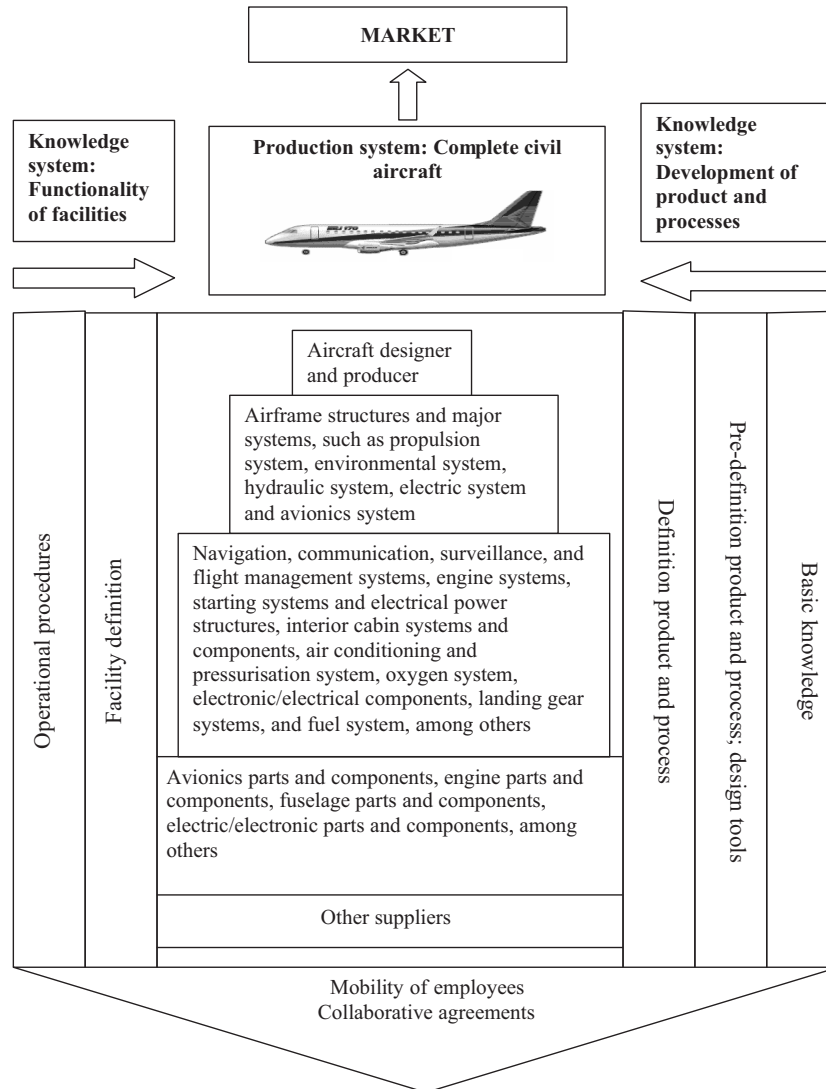 MARKET
Knowledge
system:
Functionality
of facilities
Production system: Complete civil
aircraft
Knowledge
system:
Development of
product and
processes
Aircraft designer
and producer
Airframe structures and major
systems, such as propulsion
system, environmental system,
hydraulic system, electric system
and avionics system
Navigation, communication, surveillance, and
flight management systems, engine systems,
starting systems and electrical power
structures, interior cabin systems and
components, air conditioning and
pressurisation system, oxygen system,
electronic/electrical components, landing gear
systems, and fuel system, among others
Avionics parts and components, engine parts and
components, fuselage parts and components,
electric/electronic parts and components, among
others
Other suppliers
Operational procedures
Facility definition
Definition product and process
Pre-definition product and process; design tools
Basic knowledge
Mobility of employees
Collaborative agreements